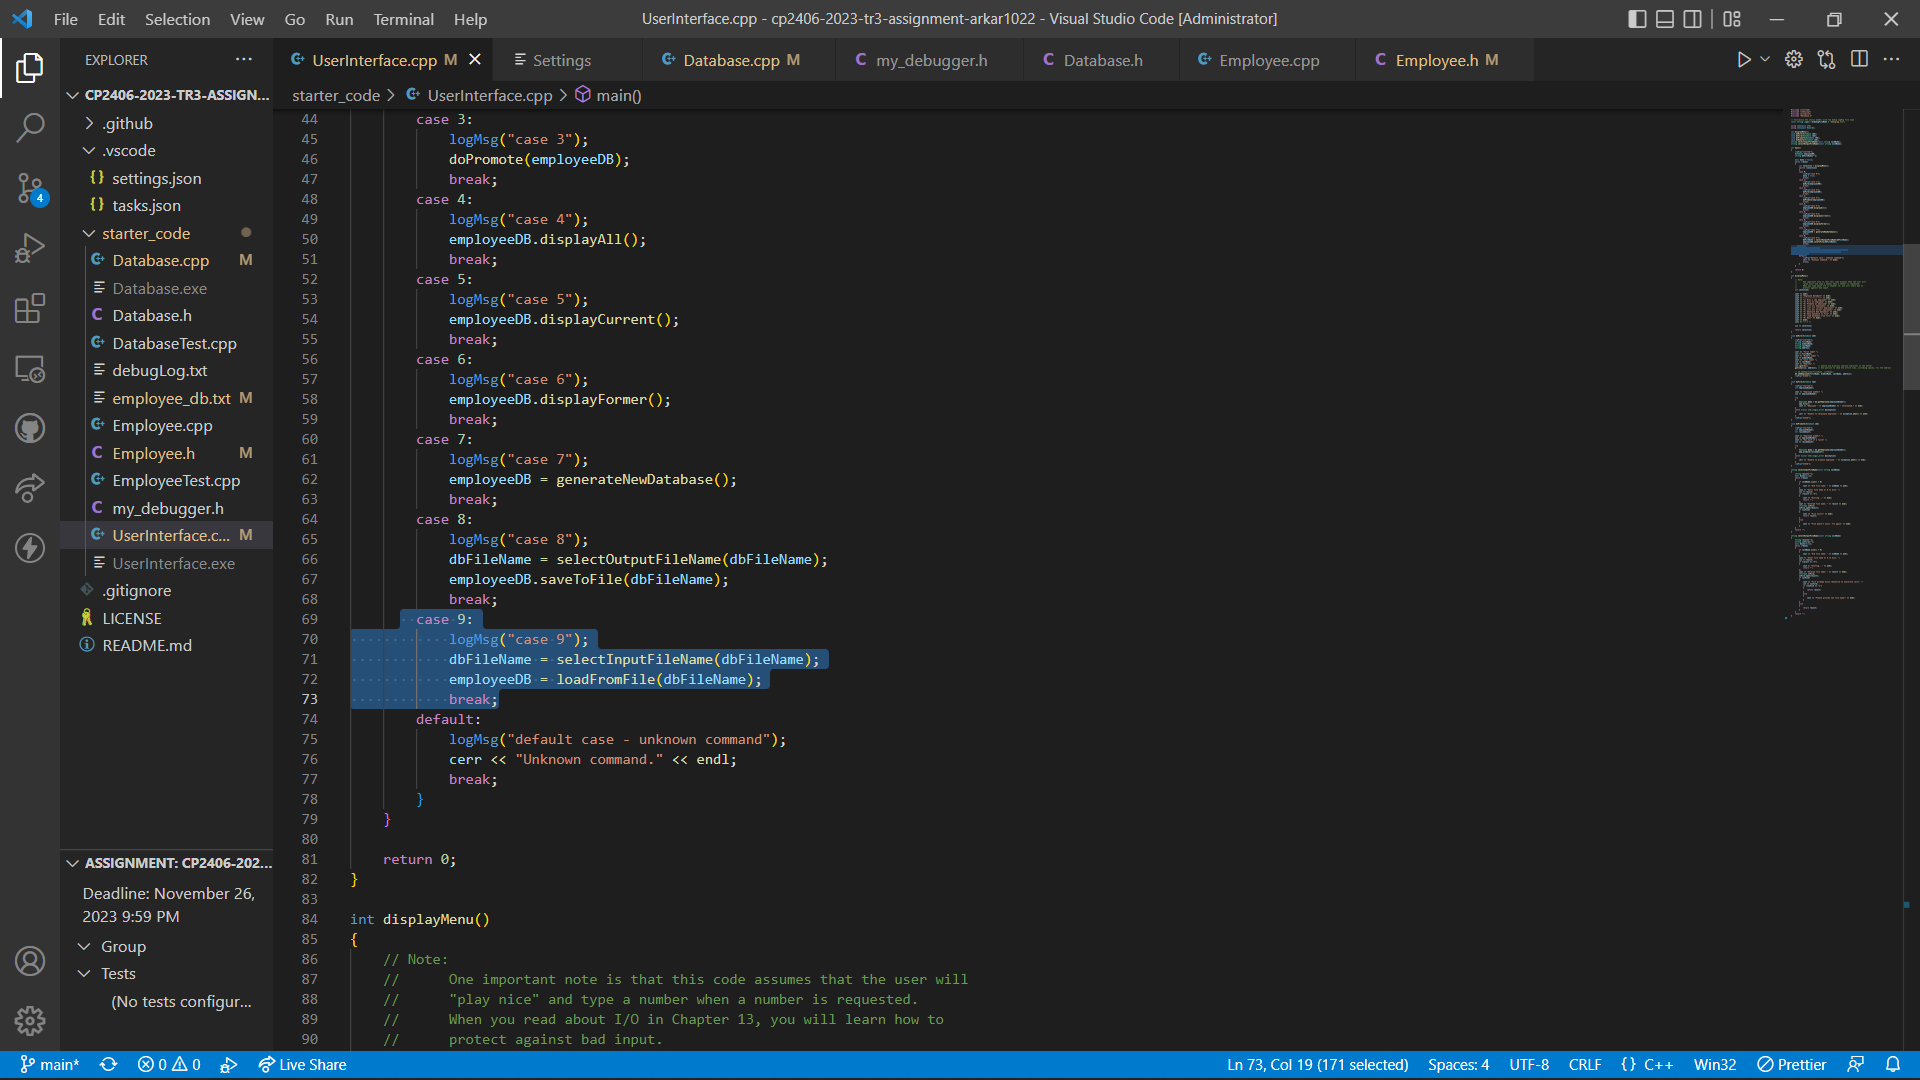 File Edit Selection View Go Run Terminal Help
UserInterface.cpp - cp2406-2023-tr3-assignment-arkar1022 - Visual Studio Code [Administrator]
EXPLORER
CP2406-2023-TR3-ASSIGN...
.github
.vscode
{} settings.json
{} tasks.json
starter_code
Database.cpp M
Database.exe
C Database.h
DatabaseTest.cpp
debugLog.txt
employee_db.txt M
Employee.cpp
C Employee.h M
EmployeeTest.cpp
C my_debugger.h
UserInterface.c... M
UserInterface.exe
.gitignore
LICENSE
README.md
4
ASSIGNMENT: CP2406-202...
Deadline: November 26,
2023 9:59 PM
Group
Tests
(No tests configur...
UserInterface.cpp M
Settings
Database.cpp M
C my_debugger.h
C Database.h
Employee.cpp
C Employee.h M
starter_code > UserInterface.cpp > main()
44 case 3:
45 logMsg("case 3");
46 doPromote(employeeDB);
47 break;
48 case 4:
49 logMsg("case 4");
50 employeeDB.displayAll();
51 break;
52 case 5:
53 logMsg("case 5");
54 employeeDB.displayCurrent();
55 break;
56 case 6:
57 logMsg("case 6");
58 employeeDB.displayFormer();
59 break;
60 case 7:
61 logMsg("case 7");
62 employeeDB = generateNewDatabase();
63 break;
64 case 8:
65 logMsg("case 8");
66 dbFileName = selectOutputFileName(dbFileName);
67 employeeDB.saveToFile(dbFileName);
68 break;
69 case 9:
70 logMsg("case 9");
71 dbFileName = selectInputFileName(dbFileName);
72 employeeDB = loadFromFile(dbFileName);
73 break;
74 default:
75 logMsg("default case - unknown command");
76 cerr << "Unknown command." << endl;
77 break;
78 }
79 }
80
81 return 0;
82 }
83
84 int displayMenu()
85 {
86 // Note:
87 // One important note is that this code assumes that the user will
88 // "play nice" and type a number when a number is requested.
89 // When you read about I/O in Chapter 13, you will learn how to
90 // protect against bad input.
main* 0 0 Live Share
Ln 73, Col 19 (171 selected) Spaces: 4 UTF-8 CRLF {} C++ Win32 Prettier